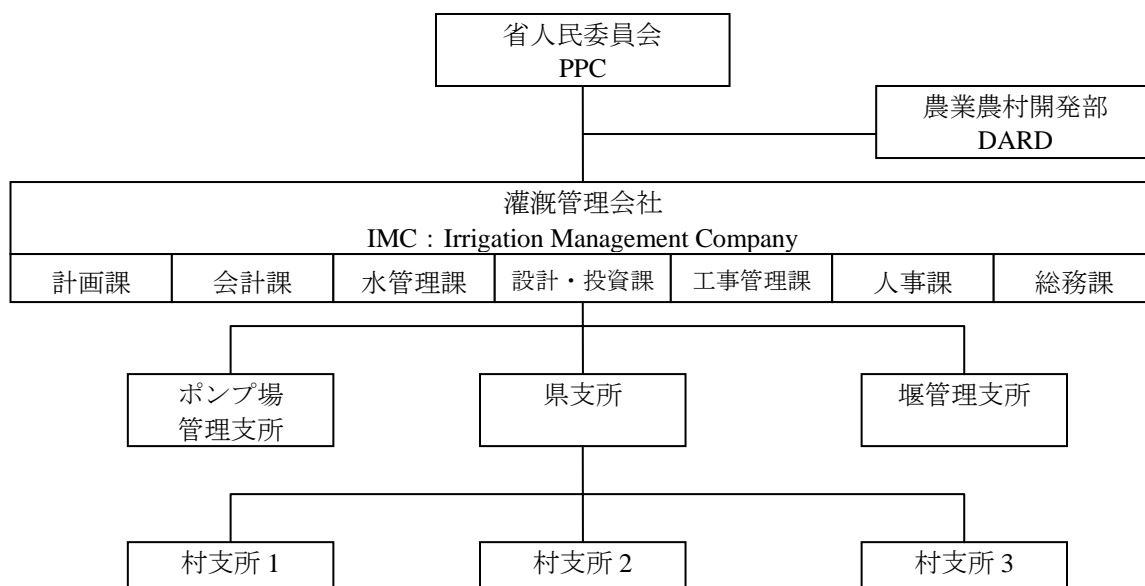 省人民委員会
PPC
農業農村開発部
DARD
灌漑管理会社
IMC：Irrigation Management Company
計画課
会計課
水管理課
設計・投資課
工事管理課
人事課
総務課
ポンプ場
管理支所
県支所
堰管理支所
村支所 1
村支所 2
村支所 3